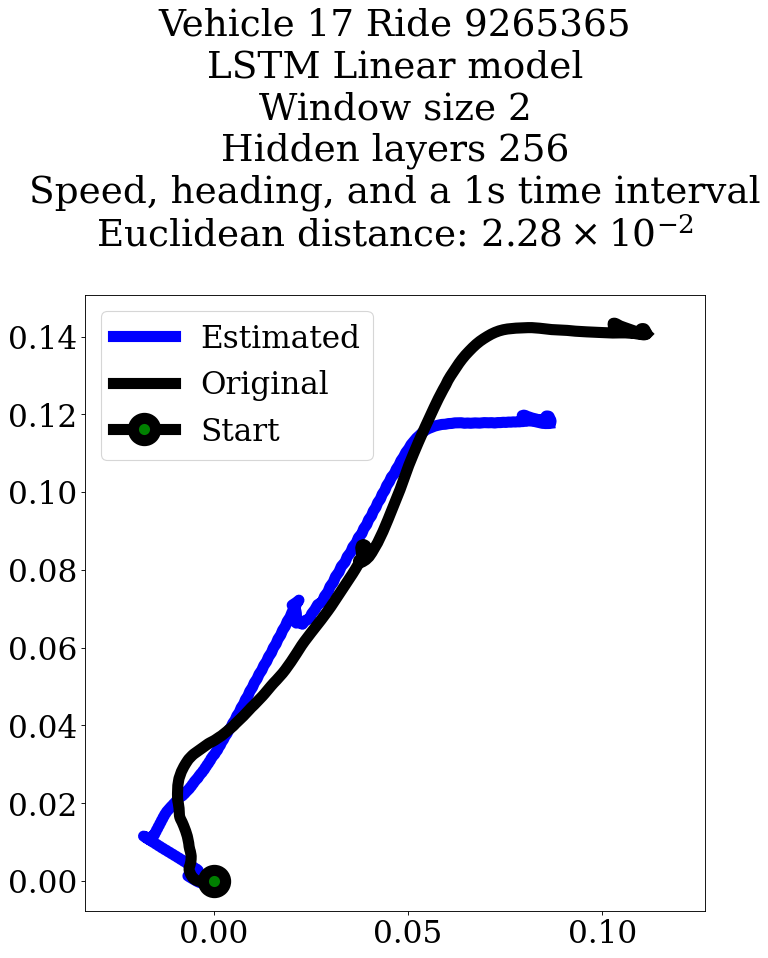 Vehicle 17 Ride 9265365
LSTM Linear model
Window size 2
Hidden layers 256
Speed, heading, and a 1s time interval
Euclidean distance: 2.28 × 10⁻²
Estimated
Original
Start
0.14
0.12
0.10
0.08
0.06
0.04
0.02
0.00
0.00 0.05 0.10